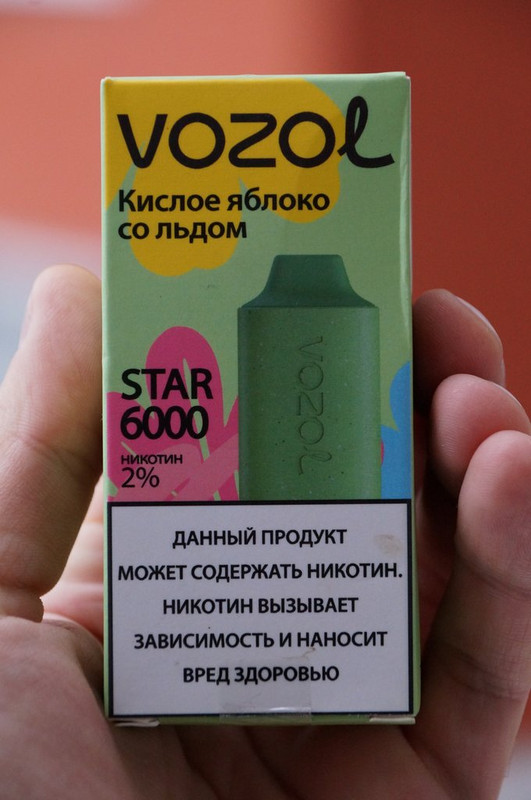 VOZOL
Кислое яблоко
со льдом
VOZOL
STAR
6000
НИКОТИН
2%
ДАННЫЙ ПРОДУКТ
МОЖЕТ СОДЕРЖАТЬ НИКОТИН.
НИКОТИН ВЫЗЫВАЕТ
ЗАВИСИМОСТЬ И НАНОСИТ
ВРЕД ЗДОРОВЬЮ